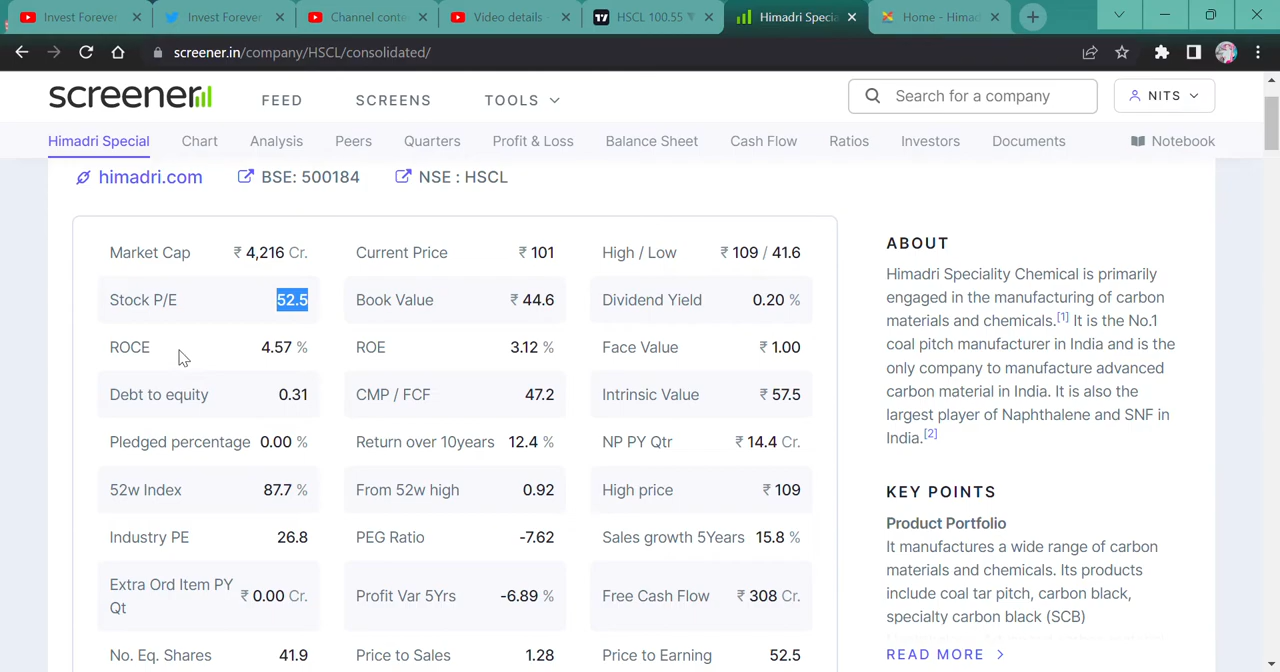 Invest Forever
Invest Forever
Channel conte
Video details -
HSCL 100.55
Himadri Specia
Home - Himad
screener.in/company/HSCL/consolidated/
screener
FEED
SCREENS
TOOLS
Search for a company
NITS
Himadri Special
Chart
Analysis
Peers
Quarters
Profit & Loss
Balance Sheet
Cash Flow
Ratios
Investors
Documents
Notebook
himadri.com
BSE: 500184
NSE : HSCL
Market Cap ₹ 4,216 Cr.
Current Price ₹ 101
High / Low ₹ 109 / 41.6
Stock P/E 52.5
Book Value ₹ 44.6
Dividend Yield 0.20 %
ROCE 4.57 %
ROE 3.12 %
Face Value ₹ 1.00
Debt to equity 0.31
CMP / FCF 47.2
Intrinsic Value ₹ 57.5
Pledged percentage 0.00 %
Return over 10years 12.4 %
NP PY Qtr ₹ 14.4 Cr.
52w Index 87.7 %
From 52w high 0.92
High price ₹ 109
Industry PE 26.8
PEG Ratio -7.62
Sales growth 5Years 15.8 %
Extra Ord Item PY
Qt ₹ 0.00 Cr.
Profit Var 5Yrs -6.89 %
Free Cash Flow ₹ 308 Cr.
No. Eq. Shares 41.9
Price to Sales 1.28
Price to Earning 52.5
ABOUT
Himadri Speciality Chemical is primarily
engaged in the manufacturing of carbon
materials and chemicals.[1] It is the No.1
coal pitch manufacturer in India and is the
only company to manufacture advanced
carbon material in India. It is also the
largest player of Naphthalene and SNF in
India.[2]
KEY POINTS
Product Portfolio
It manufactures a wide range of carbon
materials and chemicals. Its products
include coal tar pitch, carbon black,
specialty carbon black (SCB)
READ MORE